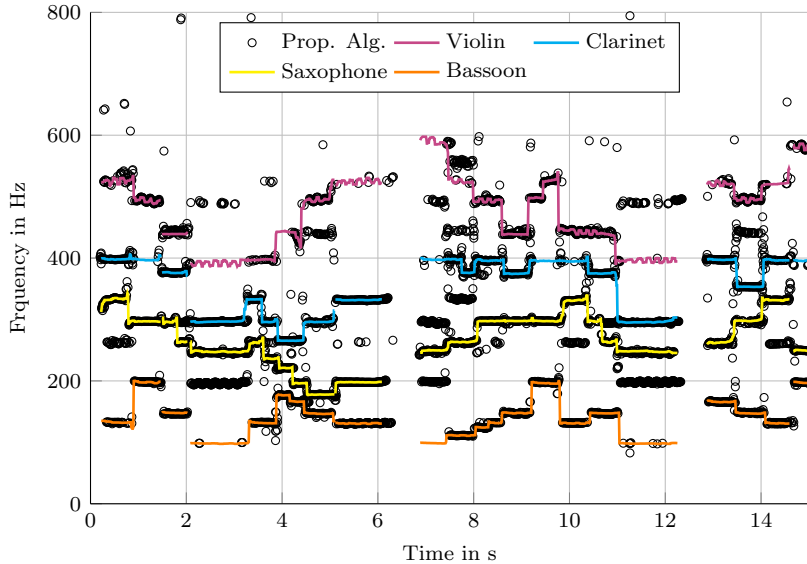 800
600
400
200
0
Frquency in Hz
Prop. Alg. Violin Clarinet
Saxophone Bassoon
0 2 4 6 8 10 12 14
Time in s